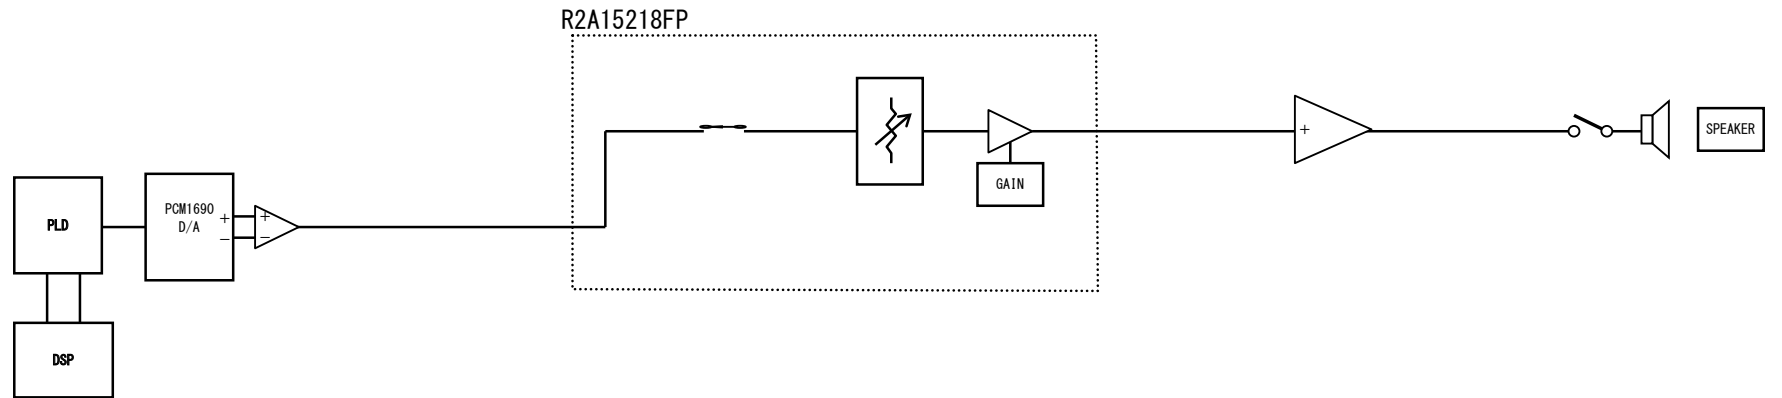 R2A15218FP
SPEAKER
+
GAIN
PCM1690
D/A
+
−
+
−
PLD
DSP